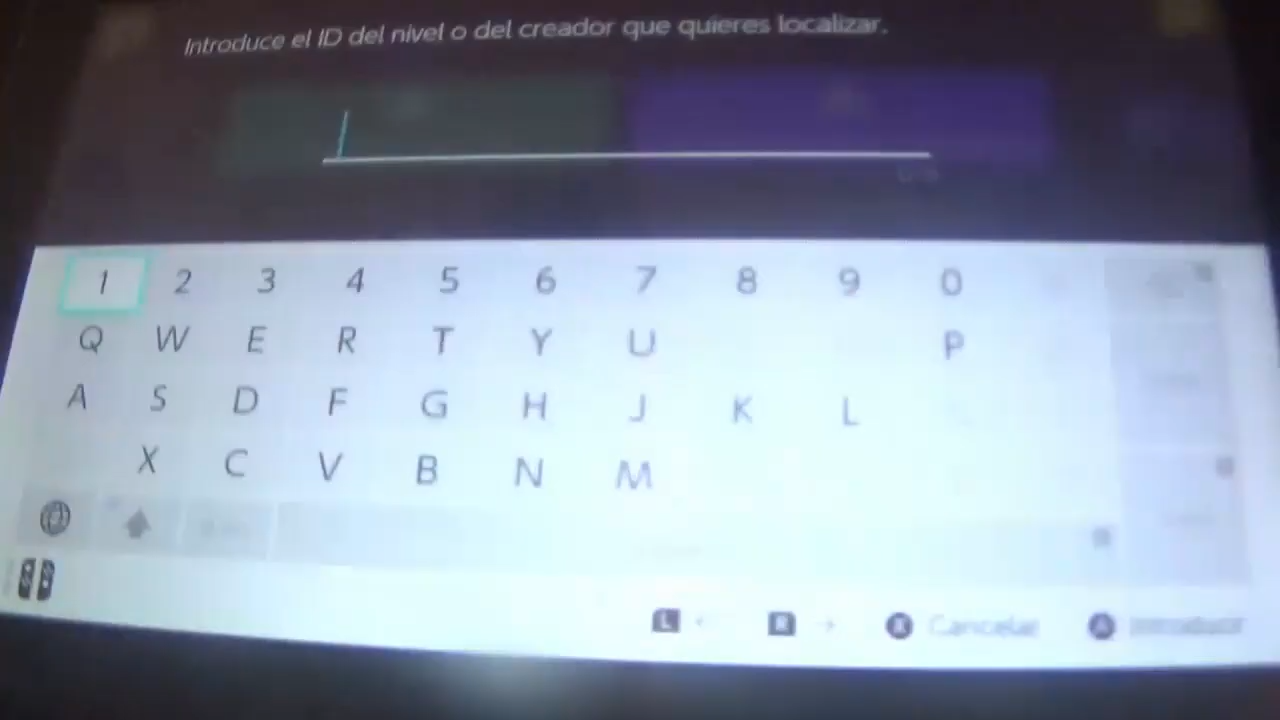 Introduce el ID del nivel o del creador que quieres localizar.
1 2 3 4 5 6 7 8 9 0
Q W E R T Y U P
A S D F G H J K L
X C V B N M
L R X Cancelar A